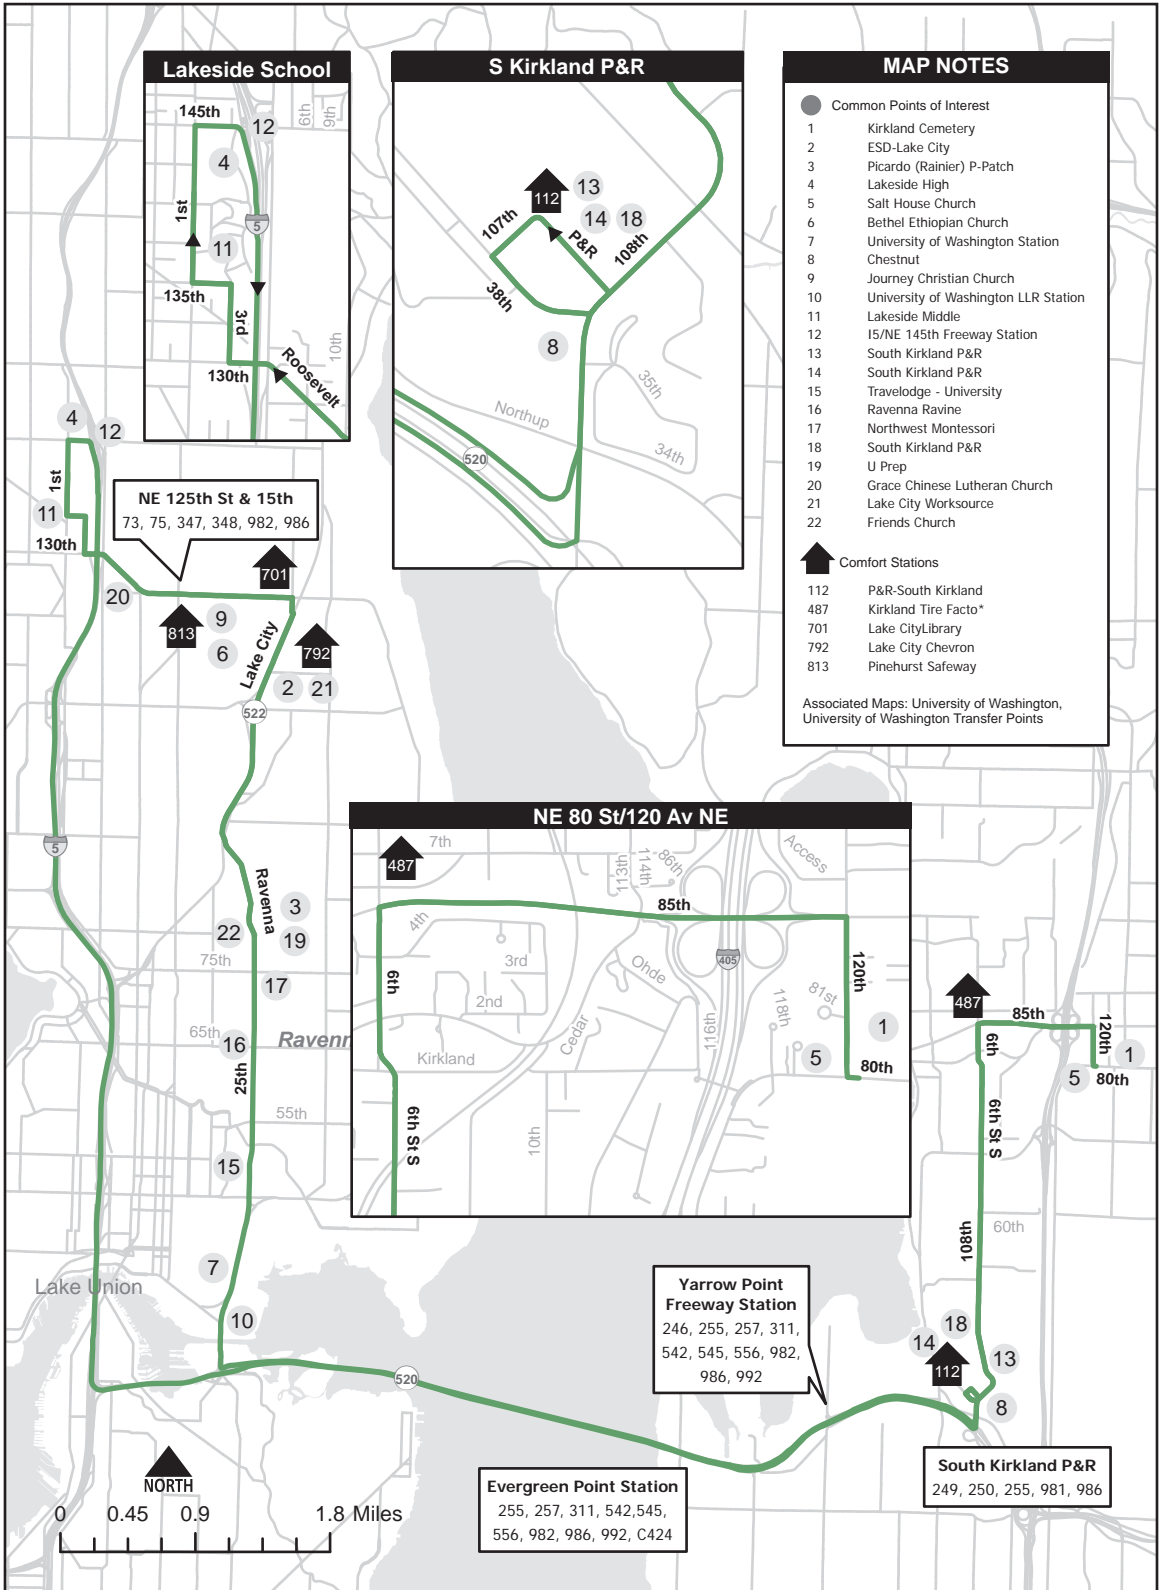 Lakeside School
145th
12
6th
9th
4
1st
5
11
135th
3rd
Roosevelt
10th
130th
S Kirkland P&R
112
13
14
18
107th
P&R
108th
38th
8
35th
Northup
34th
520
MAP NOTES
Common Points of Interest
1 Kirkland Cemetery
2 ESD-Lake City
3 Picardo (Rainier) P-Patch
4 Lakeside High
5 Salt House Church
6 Bethel Ethiopian Church
7 University of Washington Station
8 Chestnut
9 Journey Christian Church
10 University of Washington LLR Station
11 Lakeside Middle
12 I5/NE 145th Freeway Station
13 South Kirkland P&R
14 South Kirkland P&R
15 Travelodge - University
16 Ravenna Ravine
17 Northwest Montessori
18 South Kirkland P&R
19 U Prep
20 Grace Chinese Lutheran Church
21 Lake City Worksource
22 Friends Church
Comfort Stations
112 P&R-South Kirkland
487 Kirkland Tire Facto*
701 Lake CityLibrary
792 Lake City Chevron
813 Pinehurst Safeway
Associated Maps: University of Washington,
University of Washington Transfer Points
4
12
1st
11
130th
NE 125th St & 15th
73, 75, 347, 348, 982, 986
701
20
813
9
6
Lake City
792
2
21
522
5
Ravenna
3
22
19
75th
17
65th
16
Ravenn
25th
55th
15
7
Lake Union
10
NE 80 St/120 Av NE
487
7th
113th
114th
86th
Access
85th
4th
405
3rd
6th
Ohde
120th
2nd
81st
118th
Cedar
116th
1
Kirkland
5
80th
6th St S
10th
487
85th
120th
6th
1
5
80th
6th St S
60th
108th
Yarrow Point
Freeway Station
246, 255, 257, 311,
542, 545, 556, 982,
986, 992
18
14
13
112
8
520
South Kirkland P&R
249, 250, 255, 981, 986
Evergreen Point Station
255, 257, 311, 542,545,
556, 982, 986, 992, C424
NORTH
0 0.45 0.9 1.8 Miles